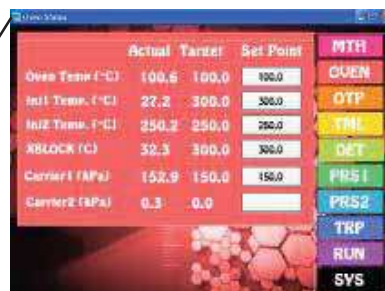 Oven Status
Actual Target Set Point
Oven Temp (°C) 100.6 100.0 100.0
Inj1 Temp. (°C) 27.2 300.0 300.0
Inj2 Temp. (°C) 250.2 250.0 250.0
XBLOCK (C) 32.3 300.0 300.0
Carrier1 (kPa) 152.9 150.0 150.0
Carrier2 (kPa) 0.3 0.0
MTH
OVEN
OTP
DET
PRS1
PRS2
TRP
RUN
SYS